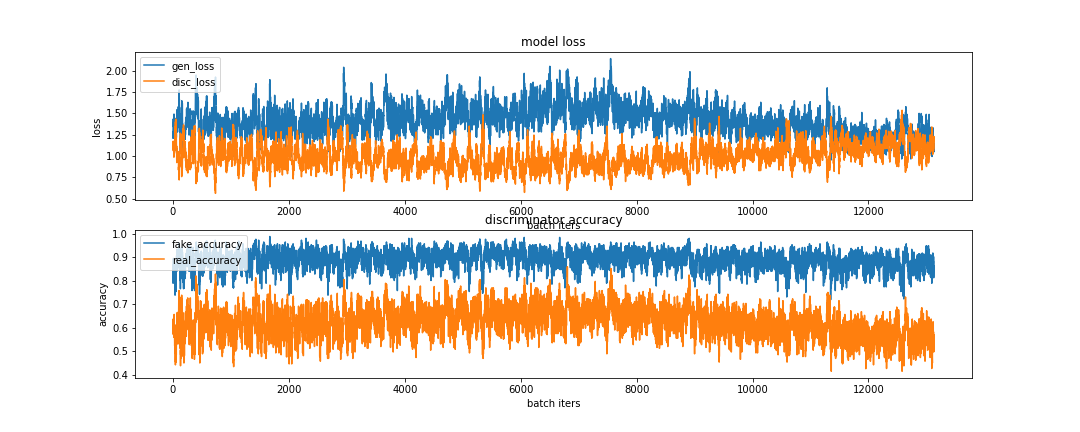 model loss
gen_loss
disc_loss
2.00
1.75
1.50
1.25
1.00
0.75
0.50
loss
0 2000 4000 6000 8000 10000 12000
batch iters
discriminator accuracy
fake_accuracy
real_accuracy
1.0
0.9
0.8
0.7
0.6
0.5
0.4
accuracy
0 2000 4000 6000 8000 10000 12000
batch iters